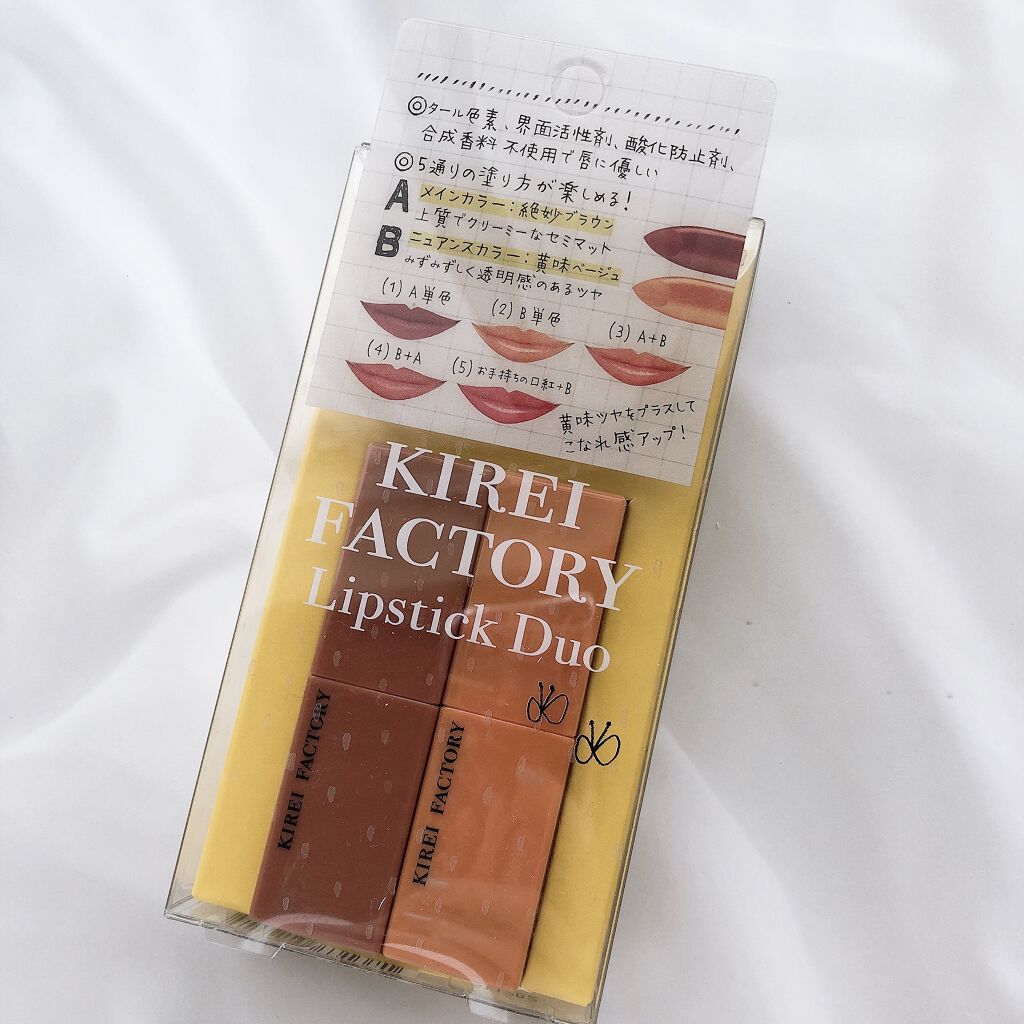 ◎タール色素、界面活性剤、酸化防止剤、
合成香料 不使用で唇に優しい
◎5通りの塗り方が楽しめる!
A メインカラー:絶妙ブラウン
上質でクリーミーなセミマット
B ニュアンスカラー:黄味ベージュ
みずみずしく透明感のあるツヤ
(1) A単色
(2) B単色
(3) A+B
(4) B+A
(5) お手持ちの口紅+B
黄味ツヤをプラスして
こなれ感アップ!
KIREI
FACTORY
Lipstick Duo
KIREI FACTORY
KIREI FACTORY